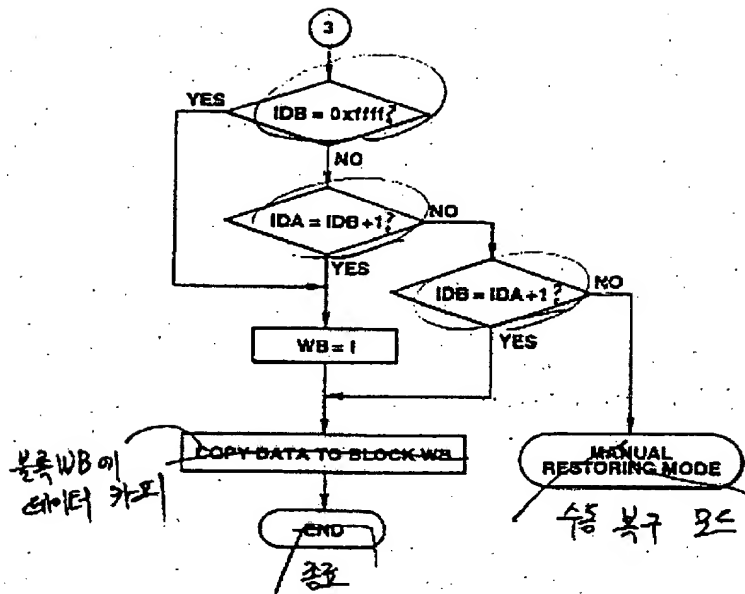 3
YES
IDB = 0xffff?
NO
IDA = IDB+1?
NO
YES
IDB = IDA+1?
NO
YES
WB = 1
COPY DATA TO BLOCK WB
MANUAL
RESTORING MODE
END
블록 WB에
데이터 카피
수동 복구 모드
종료